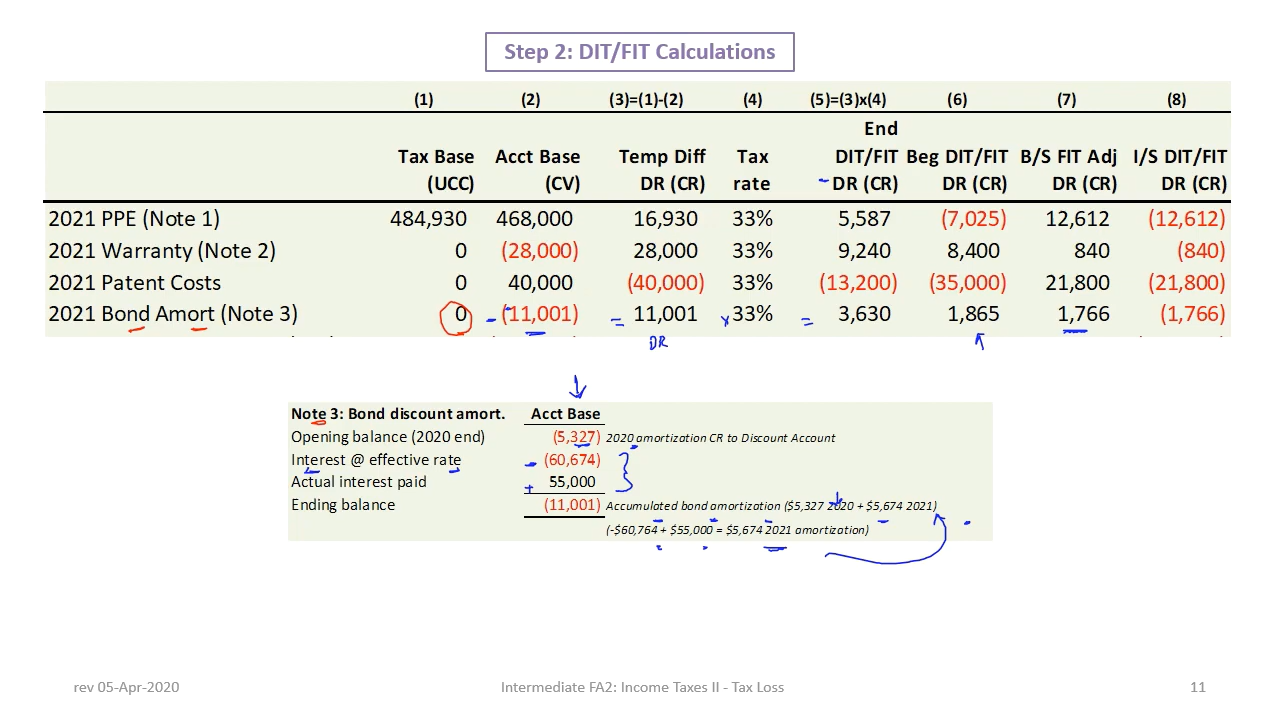 Step 2: DIT/FIT Calculations
(1) (2) (3)=(1)-(2) (4) (5)=(3)x(4) (6) (7) (8)
End
Tax Base Acct Base Temp Diff Tax DIT/FIT Beg DIT/FIT B/S FIT Adj I/S DIT/FIT
(UCC) (CV) DR (CR) rate DR (CR) DR (CR) DR (CR) DR (CR)
2021 PPE (Note 1) 484,930 468,000 16,930 33% 5,587 (7,025) 12,612 (12,612)
2021 Warranty (Note 2) 0 (28,000) 28,000 33% 9,240 8,400 840 (840)
2021 Patent Costs 0 40,000 (40,000) 33% (13,200) (35,000) 21,800 (21,800)
2021 Bond Amort (Note 3) 0 - (11,001) = 11,001 x 33% = 3,630 1,865 1,766 (1,766)
DR
Note 3: Bond discount amort. Acct Base
Opening balance (2020 end) (5,327) 2020 amortization CR to Discount Account
Interest @ effective rate - (60,674)
Actual interest paid + 55,000
Ending balance (11,001) Accumulated bond amortization ($5,327 2020 + $5,674 2021)
(-$60,764 + $55,000 = $5,674 2021 amortization)
rev 05-Apr-2020 Intermediate FA2: Income Taxes II - Tax Loss 11